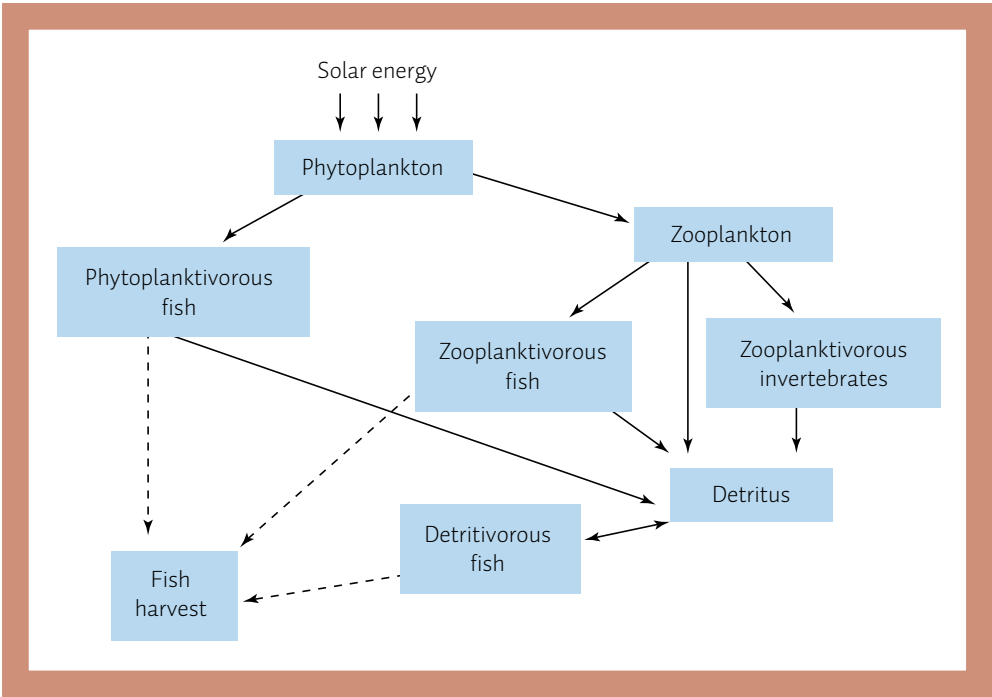 Solar energy
Phytoplankton
Zooplankton
Phytoplanktivorous
fish
Zooplanktivorous
fish
Zooplanktivorous
invertebrates
Detritus
Detritivorous
fish
Fish
harvest